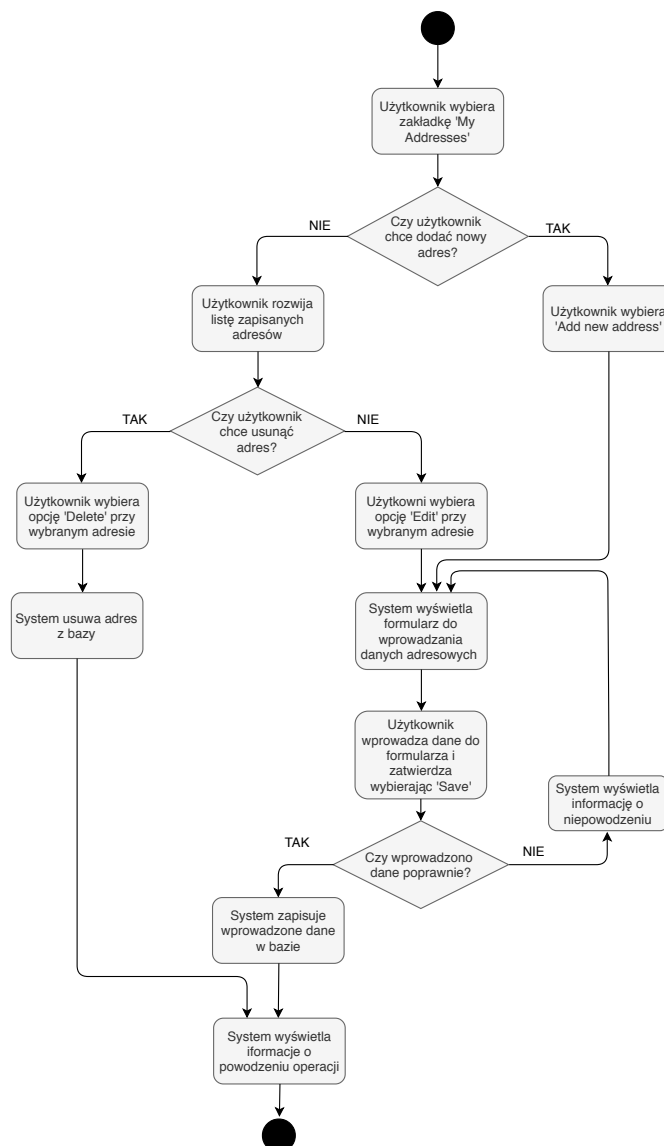 Użytkownik wybiera
zakładkę 'My
Addresses'
Czy użytkownik
chce dodać nowy
adres?
NIE
TAK
Użytkownik rozwija
listę zapisanych
adresów
Użytkownik wybiera
'Add new address'
Czy użytkownik
chce usunąć
adres?
TAK
NIE
Użytkownik wybiera
opcję 'Delete' przy
wybranym adresie
Użytkowni wybiera
opcję 'Edit' przy
wybranym adresie
System usuwa adres
z bazy
System wyświetla
formularz do
wprowadzania
danych adresowych
Użytkownik
wprowadza dane do
formularza i
zatwierdza
wybierając 'Save'
System wyświetla
informację o
niepowodzeniu
Czy wprowadzono
dane poprawnie?
TAK
NIE
System zapisuje
wprowadzone dane
w bazie
System wyświetla
iformacje o
powodzeniu operacji